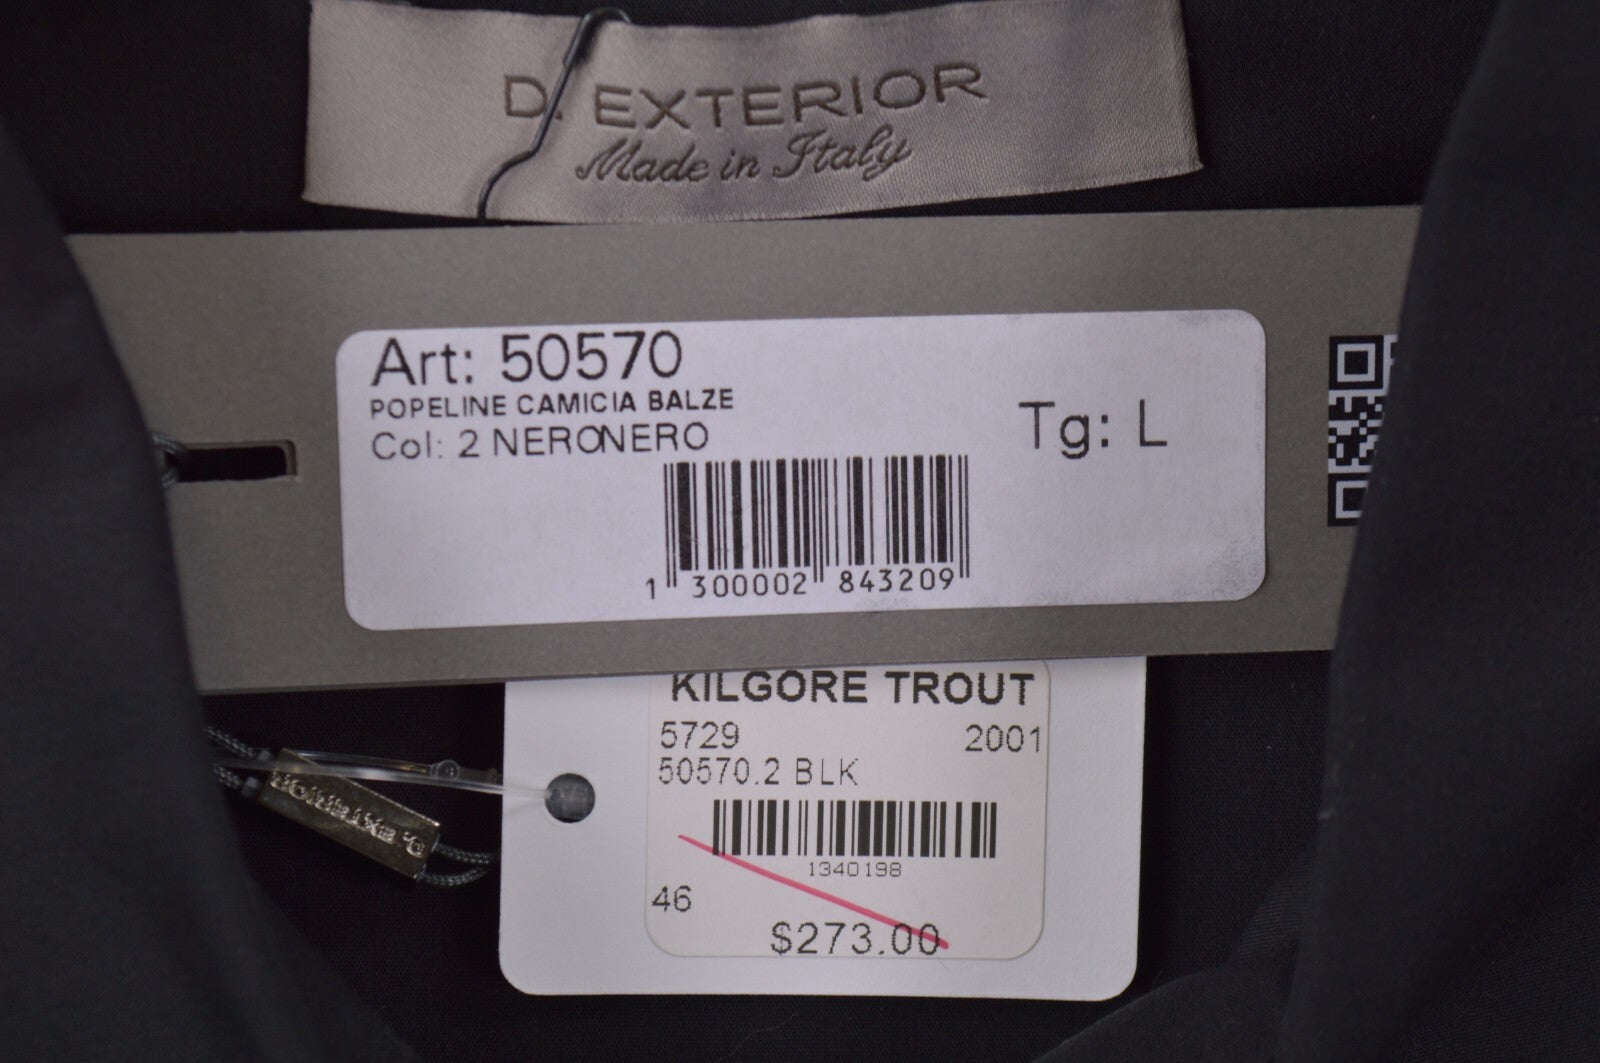 D. EXTERIOR
Made in Italy
Art: 50570
POPELINE CAMICIA BALZE
Col: 2 NERONERO
Tg: L
1 300002 843209
KILGORE TROUT
5729 2001
50570.2 BLK
1340198
46
$273.00
D. EXTERIOR